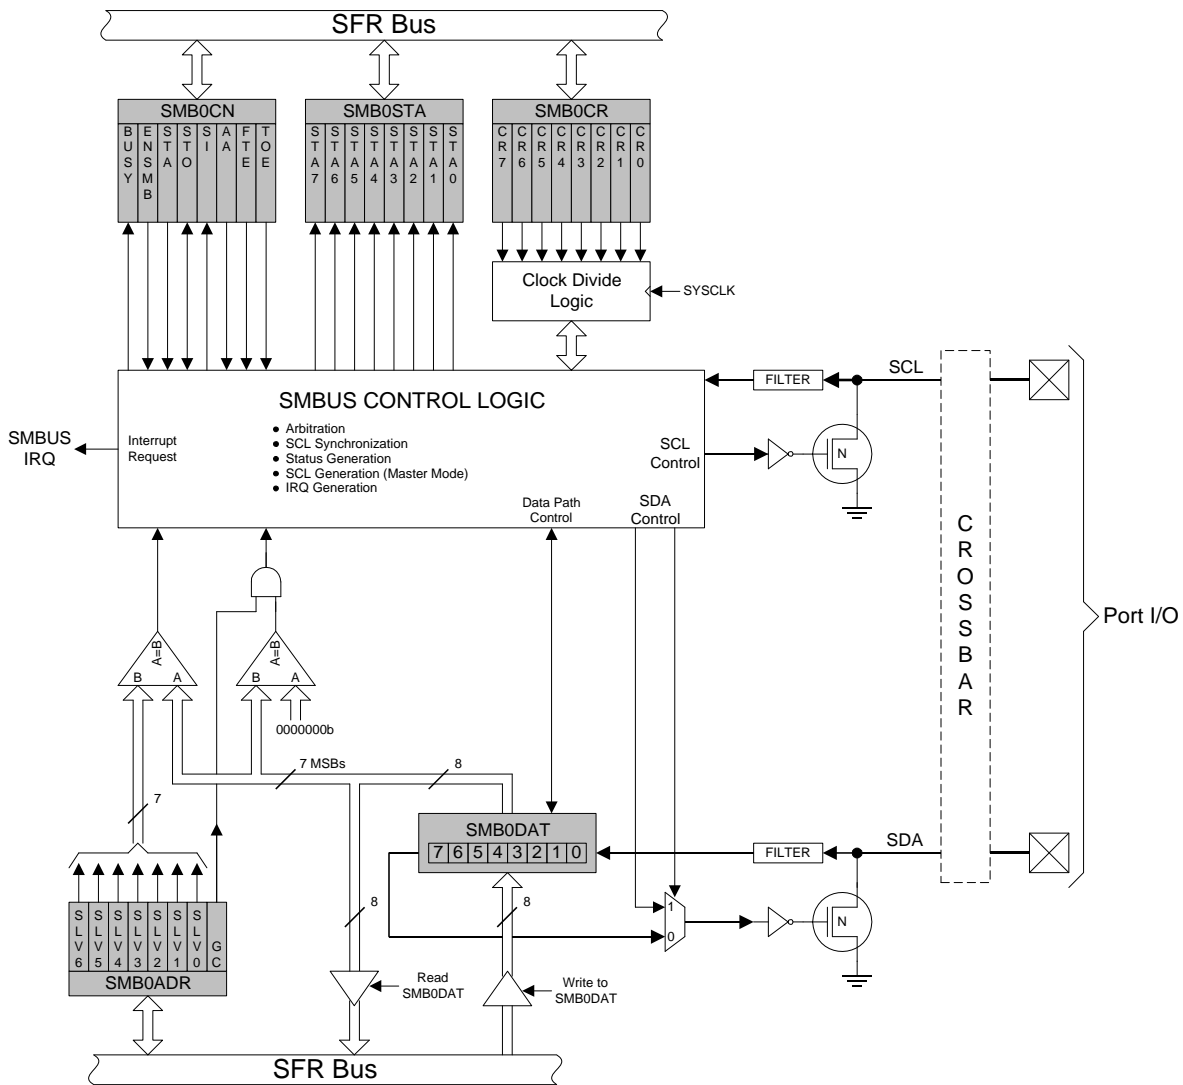 SFR Bus
SMB0CN
SMB0STA
SMB0CR
BUSY
ENSMB
STA
STO
SI
AA
FTE
TOE
STA7
STA6
STA5
STA4
STA3
STA2
STA1
STA0
CR7
CR6
CR5
CR4
CR3
CR2
CR1
CR0
Clock Divide
Logic
SYSCLK
SCL
FILTER
SMBUS CONTROL LOGIC
Arbitration
SCL Synchronization
Status Generation
SCL Generation (Master Mode)
IRQ Generation
SMBUS
IRQ
Interrupt
Request
SCL
Control
N
Data Path
Control
SDA
Control
CROSSBAR
Port I/O
A=B
B
A
A=B
B
A
0000000b
7 MSBs
8
7
SMB0DAT
7 6 5 4 3 2 1 0
FILTER
SDA
1
0
N
8
8
SLV6
SLV5
SLV4
SLV3
SLV2
SLV1
SLV0
GC
SMB0ADR
Read
SMB0DAT
Write to
SMB0DAT
SFR Bus